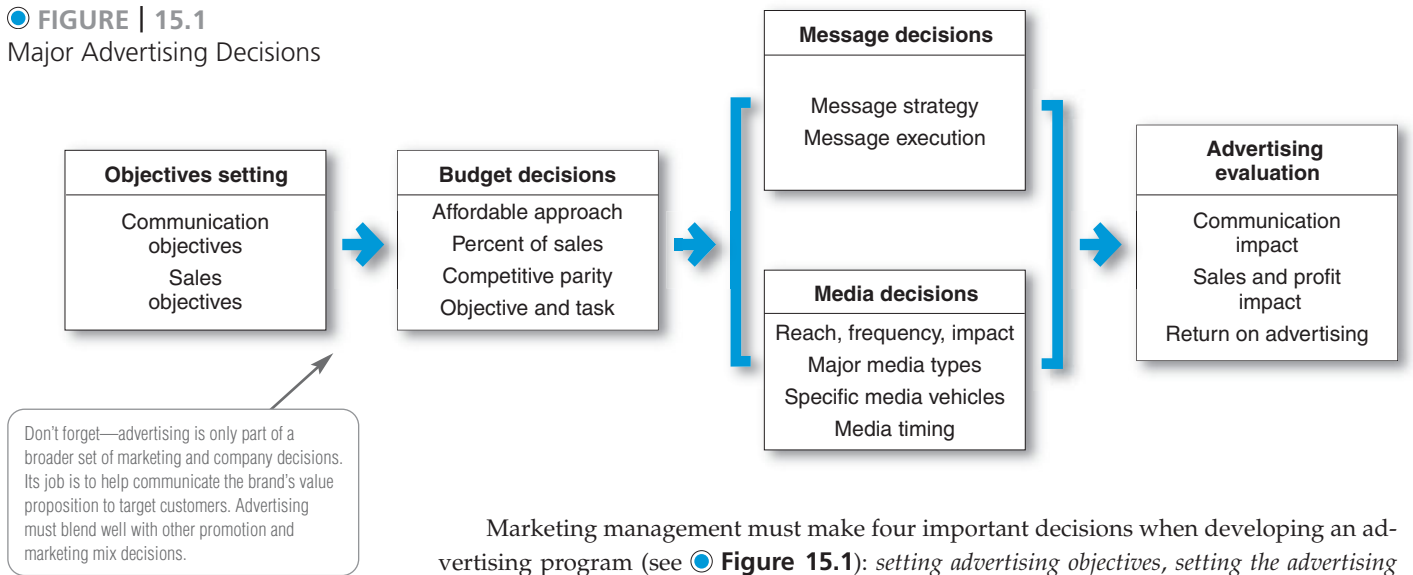 FIGURE | 15.1
Major Advertising Decisions
Objectives setting
Communication
objectives
Sales
objectives
Budget decisions
Affordable approach
Percent of sales
Competitive parity
Objective and task
Message decisions
Message strategy
Message execution
Media decisions
Reach, frequency, impact
Major media types
Specific media vehicles
Media timing
Advertising
evaluation
Communication
impact
Sales and profit
impact
Return on advertising
Don't forget—advertising is only part of a
broader set of marketing and company decisions.
Its job is to help communicate the brand's value
proposition to target customers. Advertising
must blend well with other promotion and
marketing mix decisions.
Marketing management must make four important decisions when developing an ad-
vertising program (see Figure 15.1): setting advertising objectives, setting the advertising